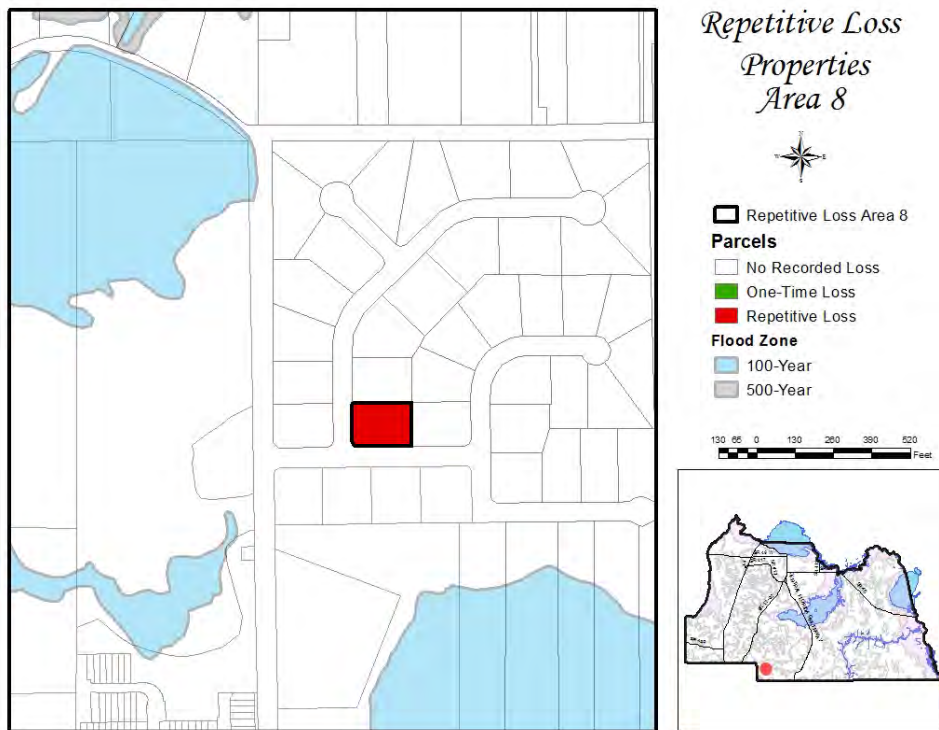 Repetitive Loss
Properties
Area 8
N
W E
S
Repetitive Loss Area 8
Parcels
No Recorded Loss
One-Time Loss
Repetitive Loss
Flood Zone
100-Year
500-Year
130 65 0 130 260 390 520
Feet